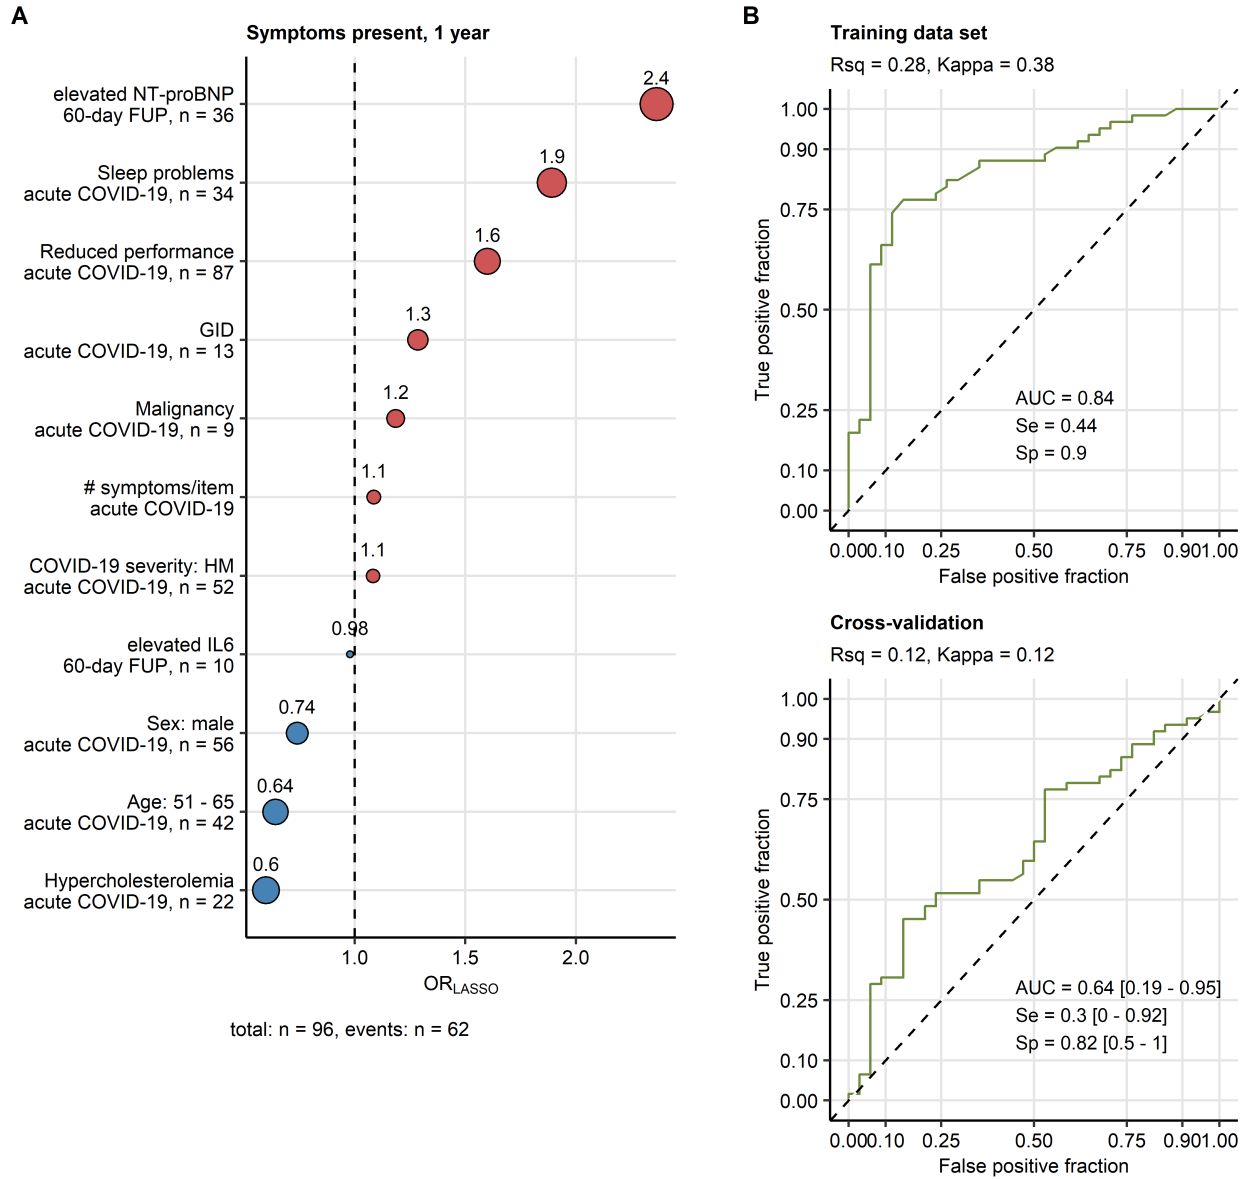 A
Symptoms present, 1 year
elevated NT-proBNP
60-day FUP, n = 36
2.4
Sleep problems
acute COVID-19, n = 34
1.9
Reduced performance
acute COVID-19, n = 87
1.6
GID
acute COVID-19, n = 13
1.3
Malignancy
acute COVID-19, n = 9
1.2
# symptoms/item
acute COVID-19
1.1
COVID-19 severity: HM
acute COVID-19, n = 52
1.1
elevated IL6
60-day FUP, n = 10
0.98
Sex: male
acute COVID-19, n = 56
0.74
Age: 51 - 65
acute COVID-19, n = 42
0.64
Hypercholesterolemia
acute COVID-19, n = 22
0.6
1.0 1.5 2.0
ORLASSO
total: n = 96, events: n = 62
B
Training data set
Rsq = 0.28, Kappa = 0.38
True positive fraction
1.00
0.90
0.75
0.50
0.25
0.10
0.00
AUC = 0.84
Se = 0.44
Sp = 0.9
0.00 0.10 0.25 0.50 0.75 0.90 1.00
False positive fraction
Cross-validation
Rsq = 0.12, Kappa = 0.12
True positive fraction
1.00
0.90
0.75
0.50
0.25
0.10
0.00
AUC = 0.64 [0.19 - 0.95]
Se = 0.3 [0 - 0.92]
Sp = 0.82 [0.5 - 1]
0.00 0.10 0.25 0.50 0.75 0.90 1.00
False positive fraction